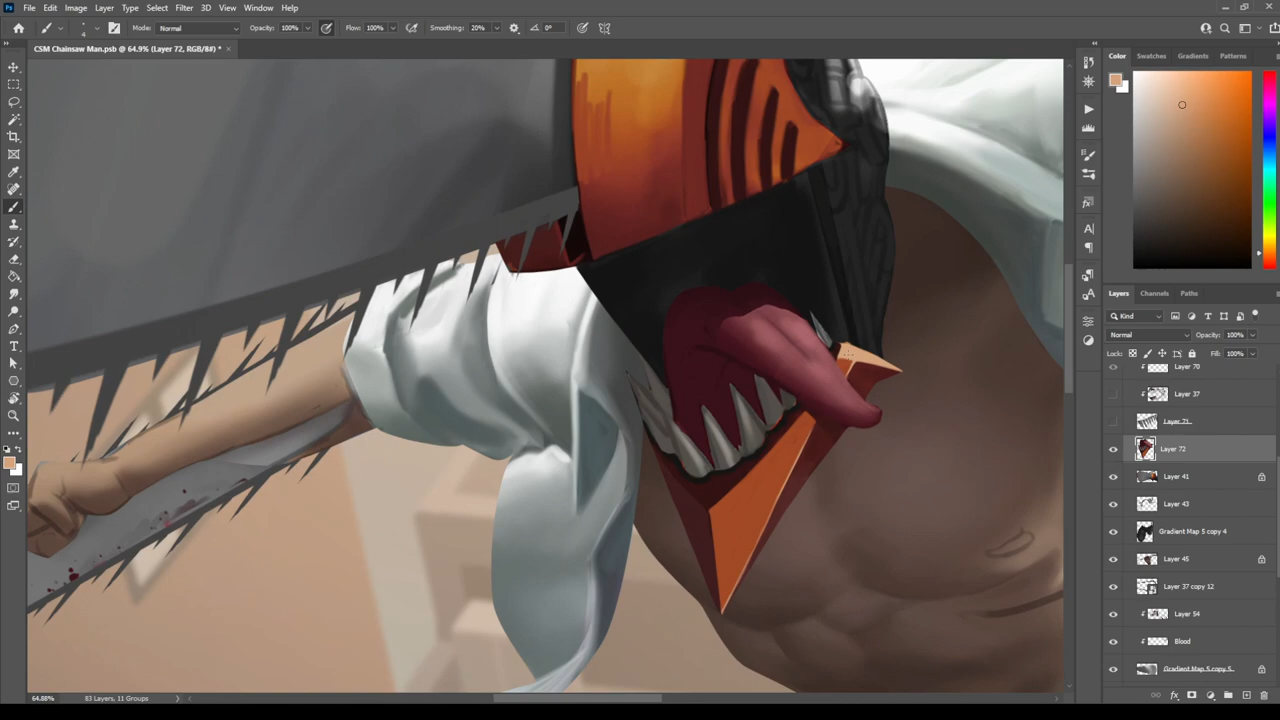 Ps File Edit Image Layer Type Select Filter 3D View Window Help
4 Mode: Normal Opacity: 100% Flow: 100% Smoothing: 20% 0°
CSM Chainsaw Man.psb @ 64.9% (Layer 72, RGB/8#) * ×
Color Swatches Gradients Patterns
Layers Channels Paths
Kind
Normal Opacity: 100%
Lock: Fill: 100%
Layer 70
Layer 37
Layer 71
Layer 72
Layer 41
Layer 43
Gradient Map 5 copy 4
Layer 45
Layer 37 copy 12
Layer 54
Blood
Gradient Map 5 copy 5
64.88% 83 Layers, 11 Groups